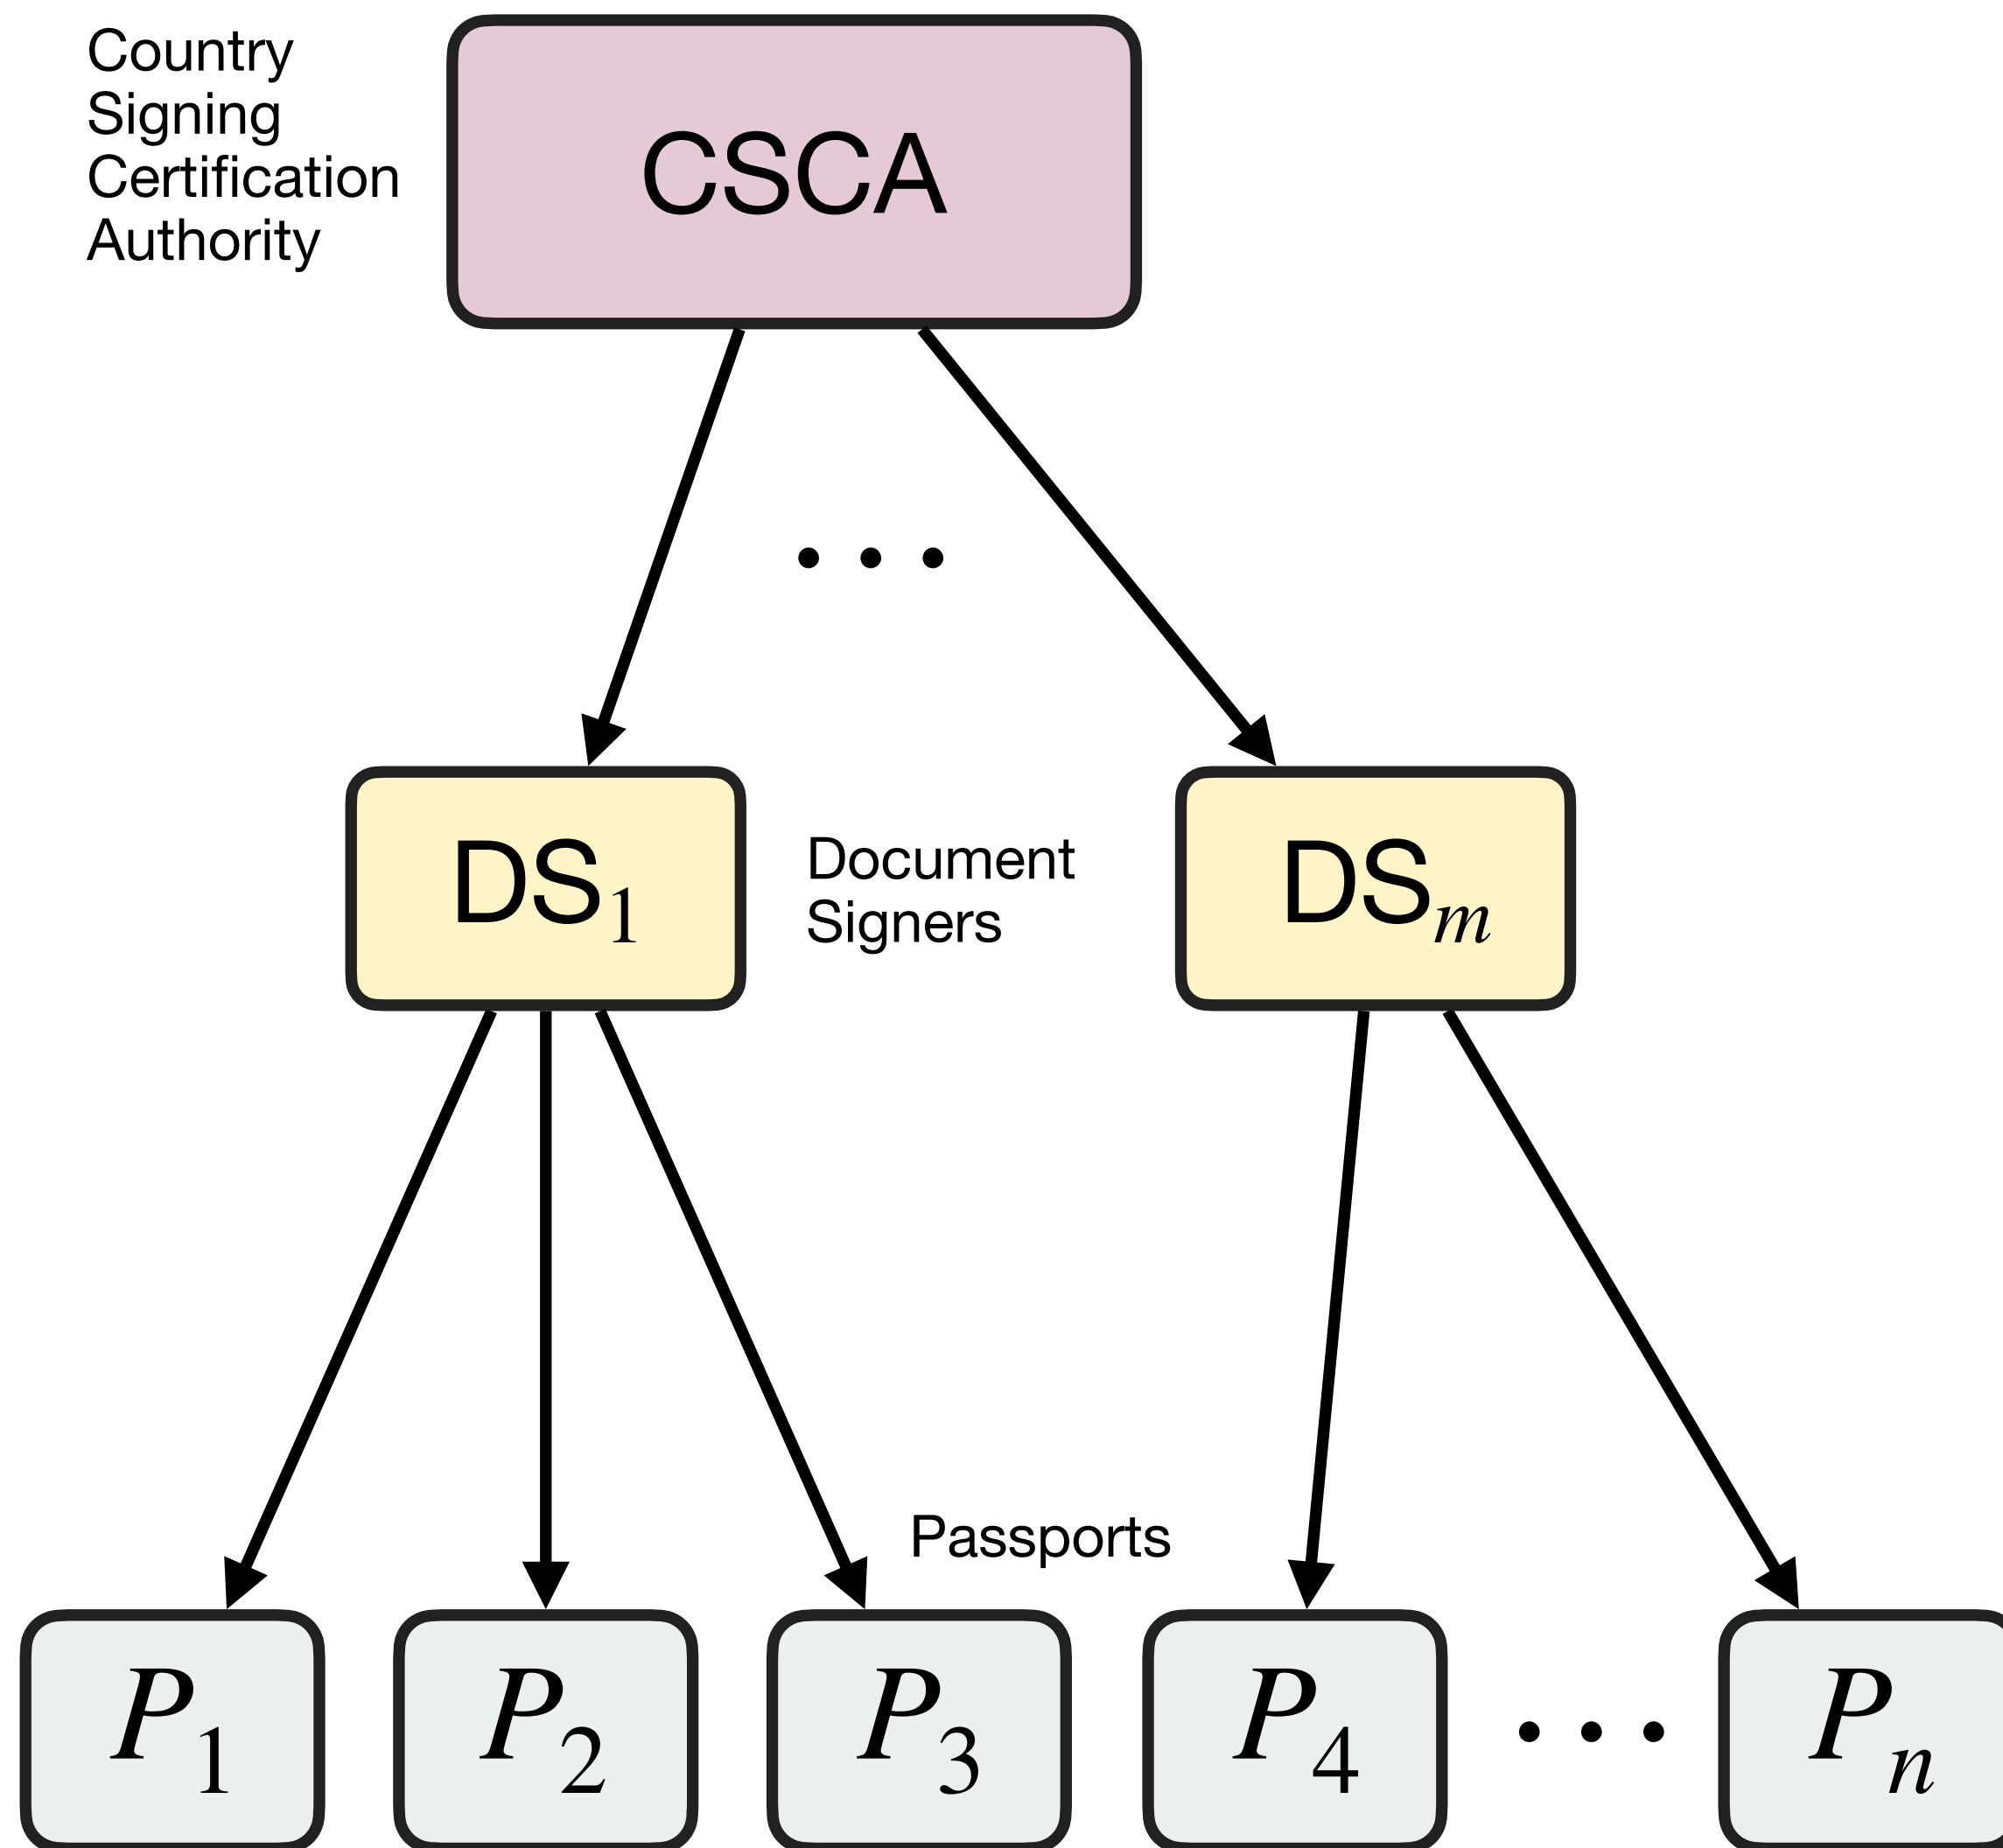 Country
Signing
Certification
Authority
CSCA
. . .
DS1
Document
Signers
DSm
Passports
P1
P2
P3
P4
. . .
Pn